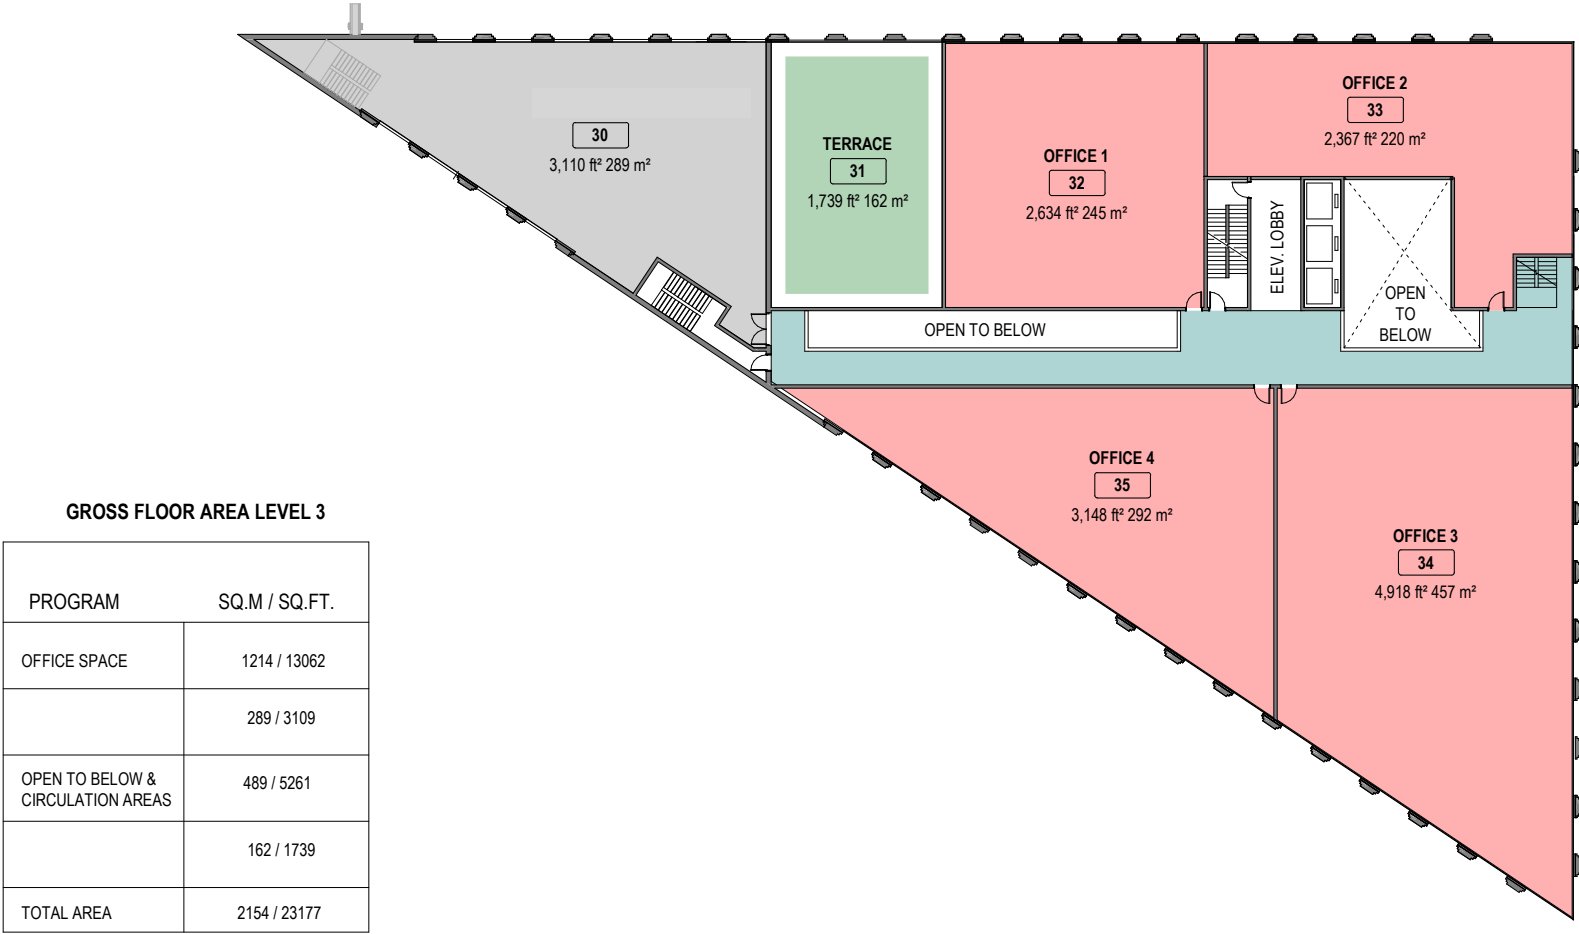 30
3,110 ft² 289 m²
TERRACE
31
1,739 ft² 162 m²
OFFICE 1
32
2,634 ft² 245 m²
OFFICE 2
33
2,367 ft² 220 m²
ELEV. LOBBY
OPEN
TO
BELOW
OPEN TO BELOW
OFFICE 4
35
3,148 ft² 292 m²
OFFICE 3
34
4,918 ft² 457 m²
GROSS FLOOR AREA LEVEL 3
PROGRAM SQ.M / SQ.FT.
OFFICE SPACE 1214 / 13062
289 / 3109
OPEN TO BELOW &
CIRCULATION AREAS 489 / 5261
162 / 1739
TOTAL AREA 2154 / 23177